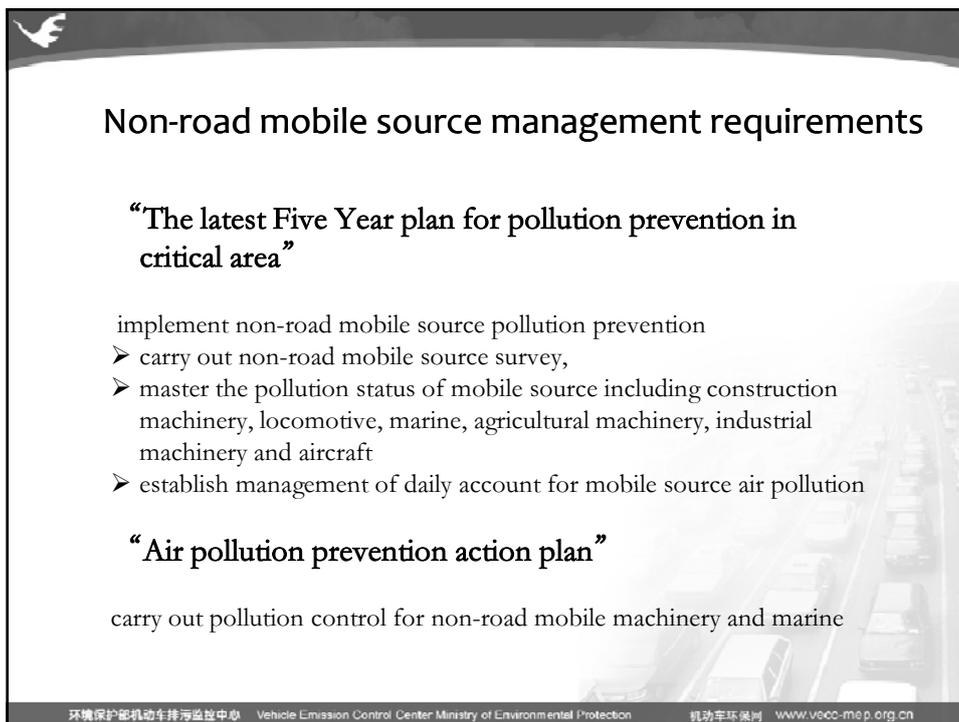 Non-road mobile source management requirements
“The latest Five Year plan for pollution prevention in
critical area”
implement non-road mobile source pollution prevention
➢ carry out non-road mobile source survey,
➢ master the pollution status of mobile source including construction
machinery, locomotive, marine, agricultural machinery, industrial
machinery and aircraft
➢ establish management of daily account for mobile source air pollution
“Air pollution prevention action plan”
carry out pollution control for non-road mobile machinery and marine
环境保护部机动车排污监控中心 Vehicle Emission Control Center Ministry of Environmental Protection 机动车环保网 www.vecc-mep.org.cn